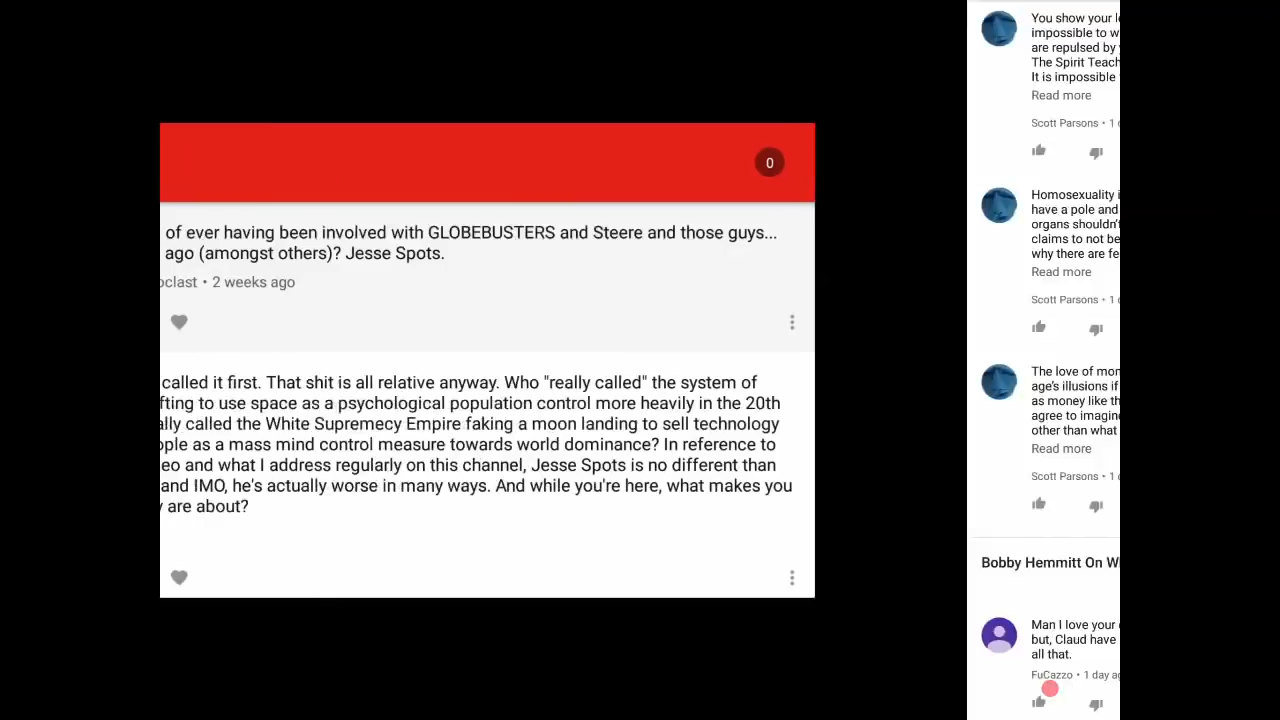 0
of ever having been involved with GLOBEBUSTERS and Steere and those guys...
ago (amongst others)? Jesse Spots.
oclast • 2 weeks ago
called it first. That shit is all relative anyway. Who "really called" the system of
fting to use space as a psychological population control more heavily in the 20th
ally called the White Supremecy Empire faking a moon landing to sell technology
ople as a mass mind control measure towards world dominance? In reference to
eo and what I address regularly on this channel, Jesse Spots is no different than
and IMO, he's actually worse in many ways. And while you're here, what makes you
are about?
You show your l
impossible to w
are repulsed by
The Spirit Teach
It is impossible
Read more
Scott Parsons • 1
Homosexuality i
have a pole and
organs shouldn't
claims to not be
why there are fe
Read more
Scott Parsons • 1
The love of mon
age's illusions if
as money like th
agree to imagin
other than what
Read more
Scott Parsons • 1
Bobby Hemmitt On W
Man I love your
but, Claud have
all that.
FuCazzo • 1 day ag